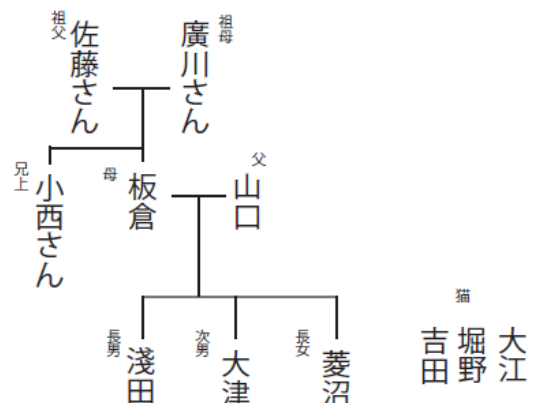 祖父
佐藤さん
祖母
廣川さん
兄上
小西さん
母
板倉
父
山口
長男
淺田
次男
大津
長女
菱沼
猫
吉田
堀野
大江